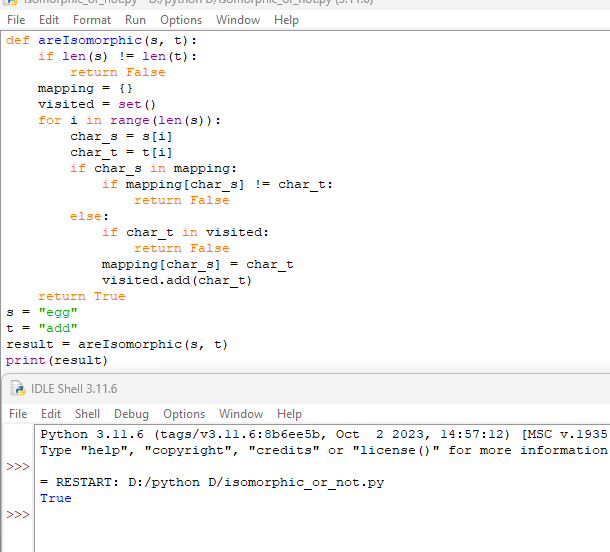 isomorphic_or_not.py - D:/python D/isomorphic_or_not.py (3.11.6)
File Edit Format Run Options Window Help
def areIsomorphic(s, t):
    if len(s) != len(t):
        return False
    mapping = {}
    visited = set()
    for i in range(len(s)):
        char_s = s[i]
        char_t = t[i]
        if char_s in mapping:
            if mapping[char_s] != char_t:
                return False
        else:
            if char_t in visited:
                return False
            mapping[char_s] = char_t
            visited.add(char_t)
    return True
s = "egg"
t = "add"
result = areIsomorphic(s, t)
print(result)
IDLE Shell 3.11.6
File Edit Shell Debug Options Window Help
Python 3.11.6 (tags/v3.11.6:8b6ee5b, Oct  2 2023, 14:57:12) [MSC v.1935
Type "help", "copyright", "credits" or "license()" for more information
>>>
= RESTART: D:/python D/isomorphic_or_not.py
True
>>>